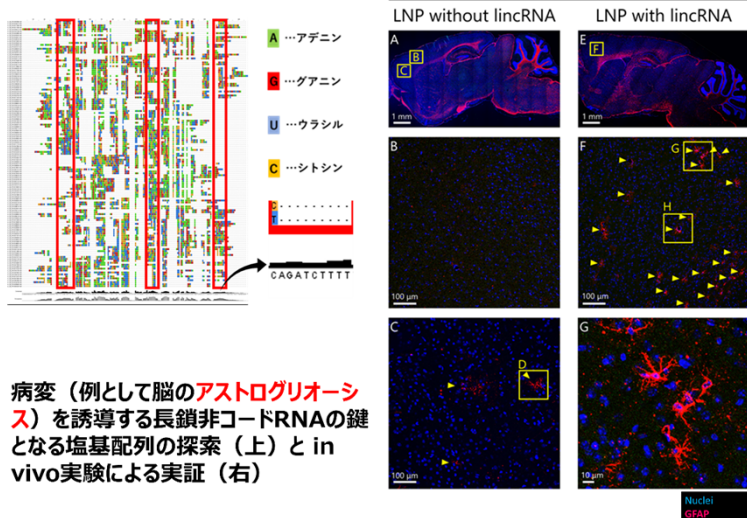 A …アデニン
G …グアニン
U …ウラシル
C …シトシン
C
T
CAGATCTTTT
病変（例として脳のアストログリオーシ
ス）を誘導する長鎖非コードRNAの鍵
となる塩基配列の探索（上）と in
vivo実験による実証（右）
LNP without lincRNA
LNP with lincRNA
A
B
C
1 mm
E
F
1 mm
B
100 μm
F
G
H
100 μm
C
D
100 μm
G
10 μm
Nuclei
GFAP